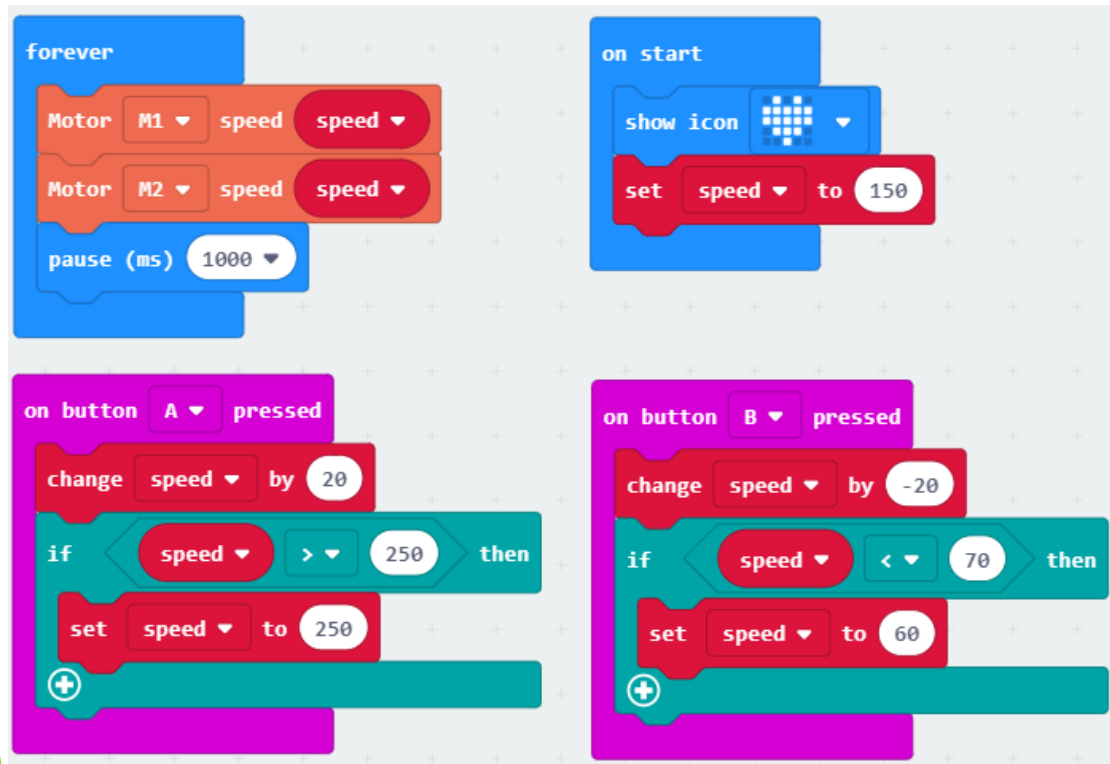 forever
Motor M1 speed speed
Motor M2 speed speed
pause (ms) 1000
on start
show icon
set speed to 150
on button A pressed
change speed by 20
if speed > 250 then
set speed to 250
on button B pressed
change speed by -20
if speed < 70 then
set speed to 60